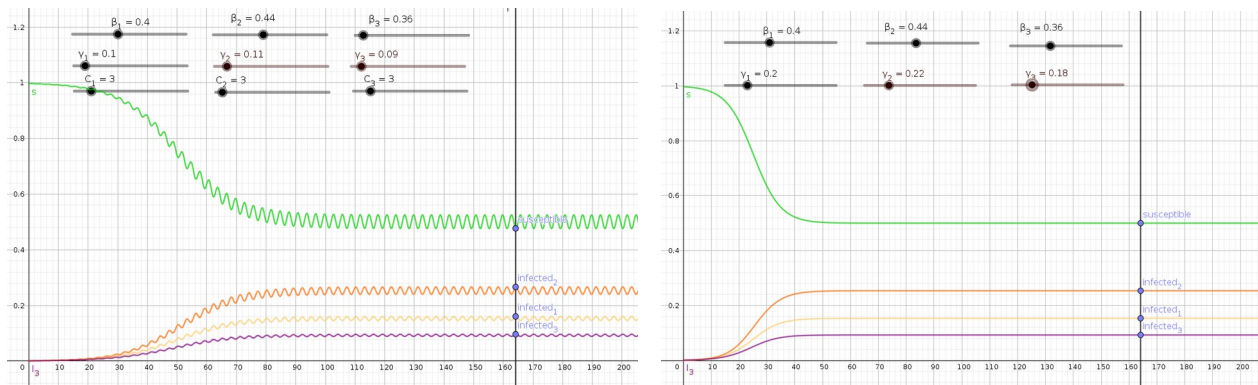 β₁ = 0.4
β₂ = 0.44
β₃ = 0.36
γ₁ = 0.1
γ₂ = 0.11
γ₃ = 0.09
C₁ = 3
C₂ = 3
C₃ = 3
1.2
1
0.8
0.6
0.4
0.2
s
susceptible
infected₂
infected₁
infected₃
I₃
0 10 20 30 40 50 60 70 80 90 100 110 120 130 140 150 160 170 180 190 200
β₁ = 0.4
β₂ = 0.44
β₃ = 0.36
γ₁ = 0.2
γ₂ = 0.22
γ₃ = 0.18
1.2
1
0.8
0.6
0.4
0.2
s
susceptible
infected₂
infected₁
infected₃
I₃
0 10 20 30 40 50 60 70 80 90 100 110 120 130 140 150 160 170 180 190 200